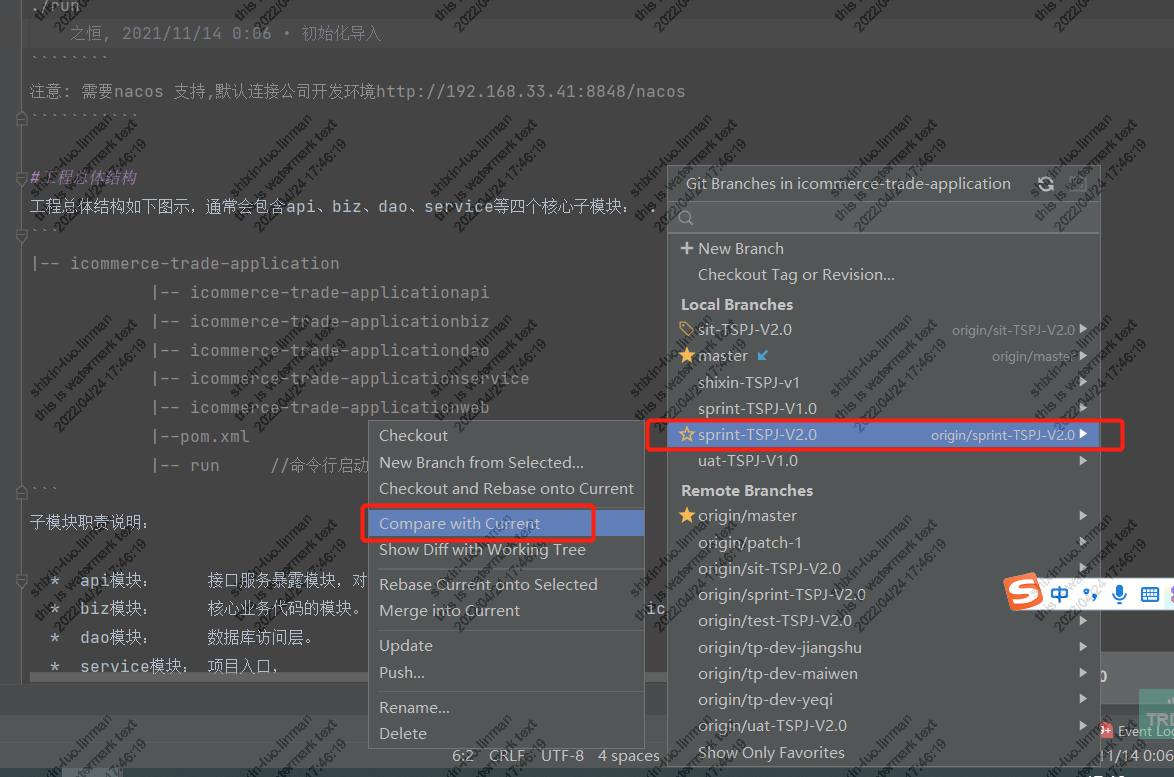 ./run
之恒, 2021/11/14 0:06 • 初始化导入
````````
注意: 需要nacos 支持,默认连接公司开发环境http://192.168.33.41:8848/nacos
```````````
#工程总体结构
工程总体结构如下图示，通常会包含api、biz、dao、service等四个核心子模块：
```
|-- icommerce-trade-application
|-- icommerce-trade-applicationapi
|-- icommerce-trade-applicationbiz
|-- icommerce-trade-applicationdao
|-- icommerce-trade-applicationservice
|-- icommerce-trade-applicationweb
|--pom.xml
|-- run //命令行启动
```
子模块职责说明：
* api模块： 接口服务暴露模块，对
* biz模块： 核心业务代码的模块。 ic
* dao模块： 数据库访问层。
* service模块： 项目入口，
Checkout
New Branch from Selected...
Checkout and Rebase onto Current
Compare with Current
Show Diff with Working Tree
Rebase Current onto Selected
Merge into Current
Update
Push...
Rename...
Delete
Git Branches in icommerce-trade-application
New Branch
Checkout Tag or Revision...
Local Branches
sit-TSPJ-V2.0 origin/sit-TSPJ-V2.0
master origin/master
shixin-TSPJ-v1
sprint-TSPJ-V1.0
sprint-TSPJ-V2.0 origin/sprint-TSPJ-V2.0
uat-TSPJ-V1.0
Remote Branches
origin/master
origin/patch-1
origin/sit-TSPJ-V2.0
origin/sprint-TSPJ-V2.0
origin/test-TSPJ-V2.0
origin/tp-dev-jiangshu
origin/tp-dev-maiwen
origin/tp-dev-yeqi
origin/uat-TSPJ-V2.0
Show Only Favorites
S 中
Event Log
6:2 CRLF UTF-8 4 spaces
11/14 0:06
shixin-luo.linman
this is watermark text
2022/04/24-17:46:19